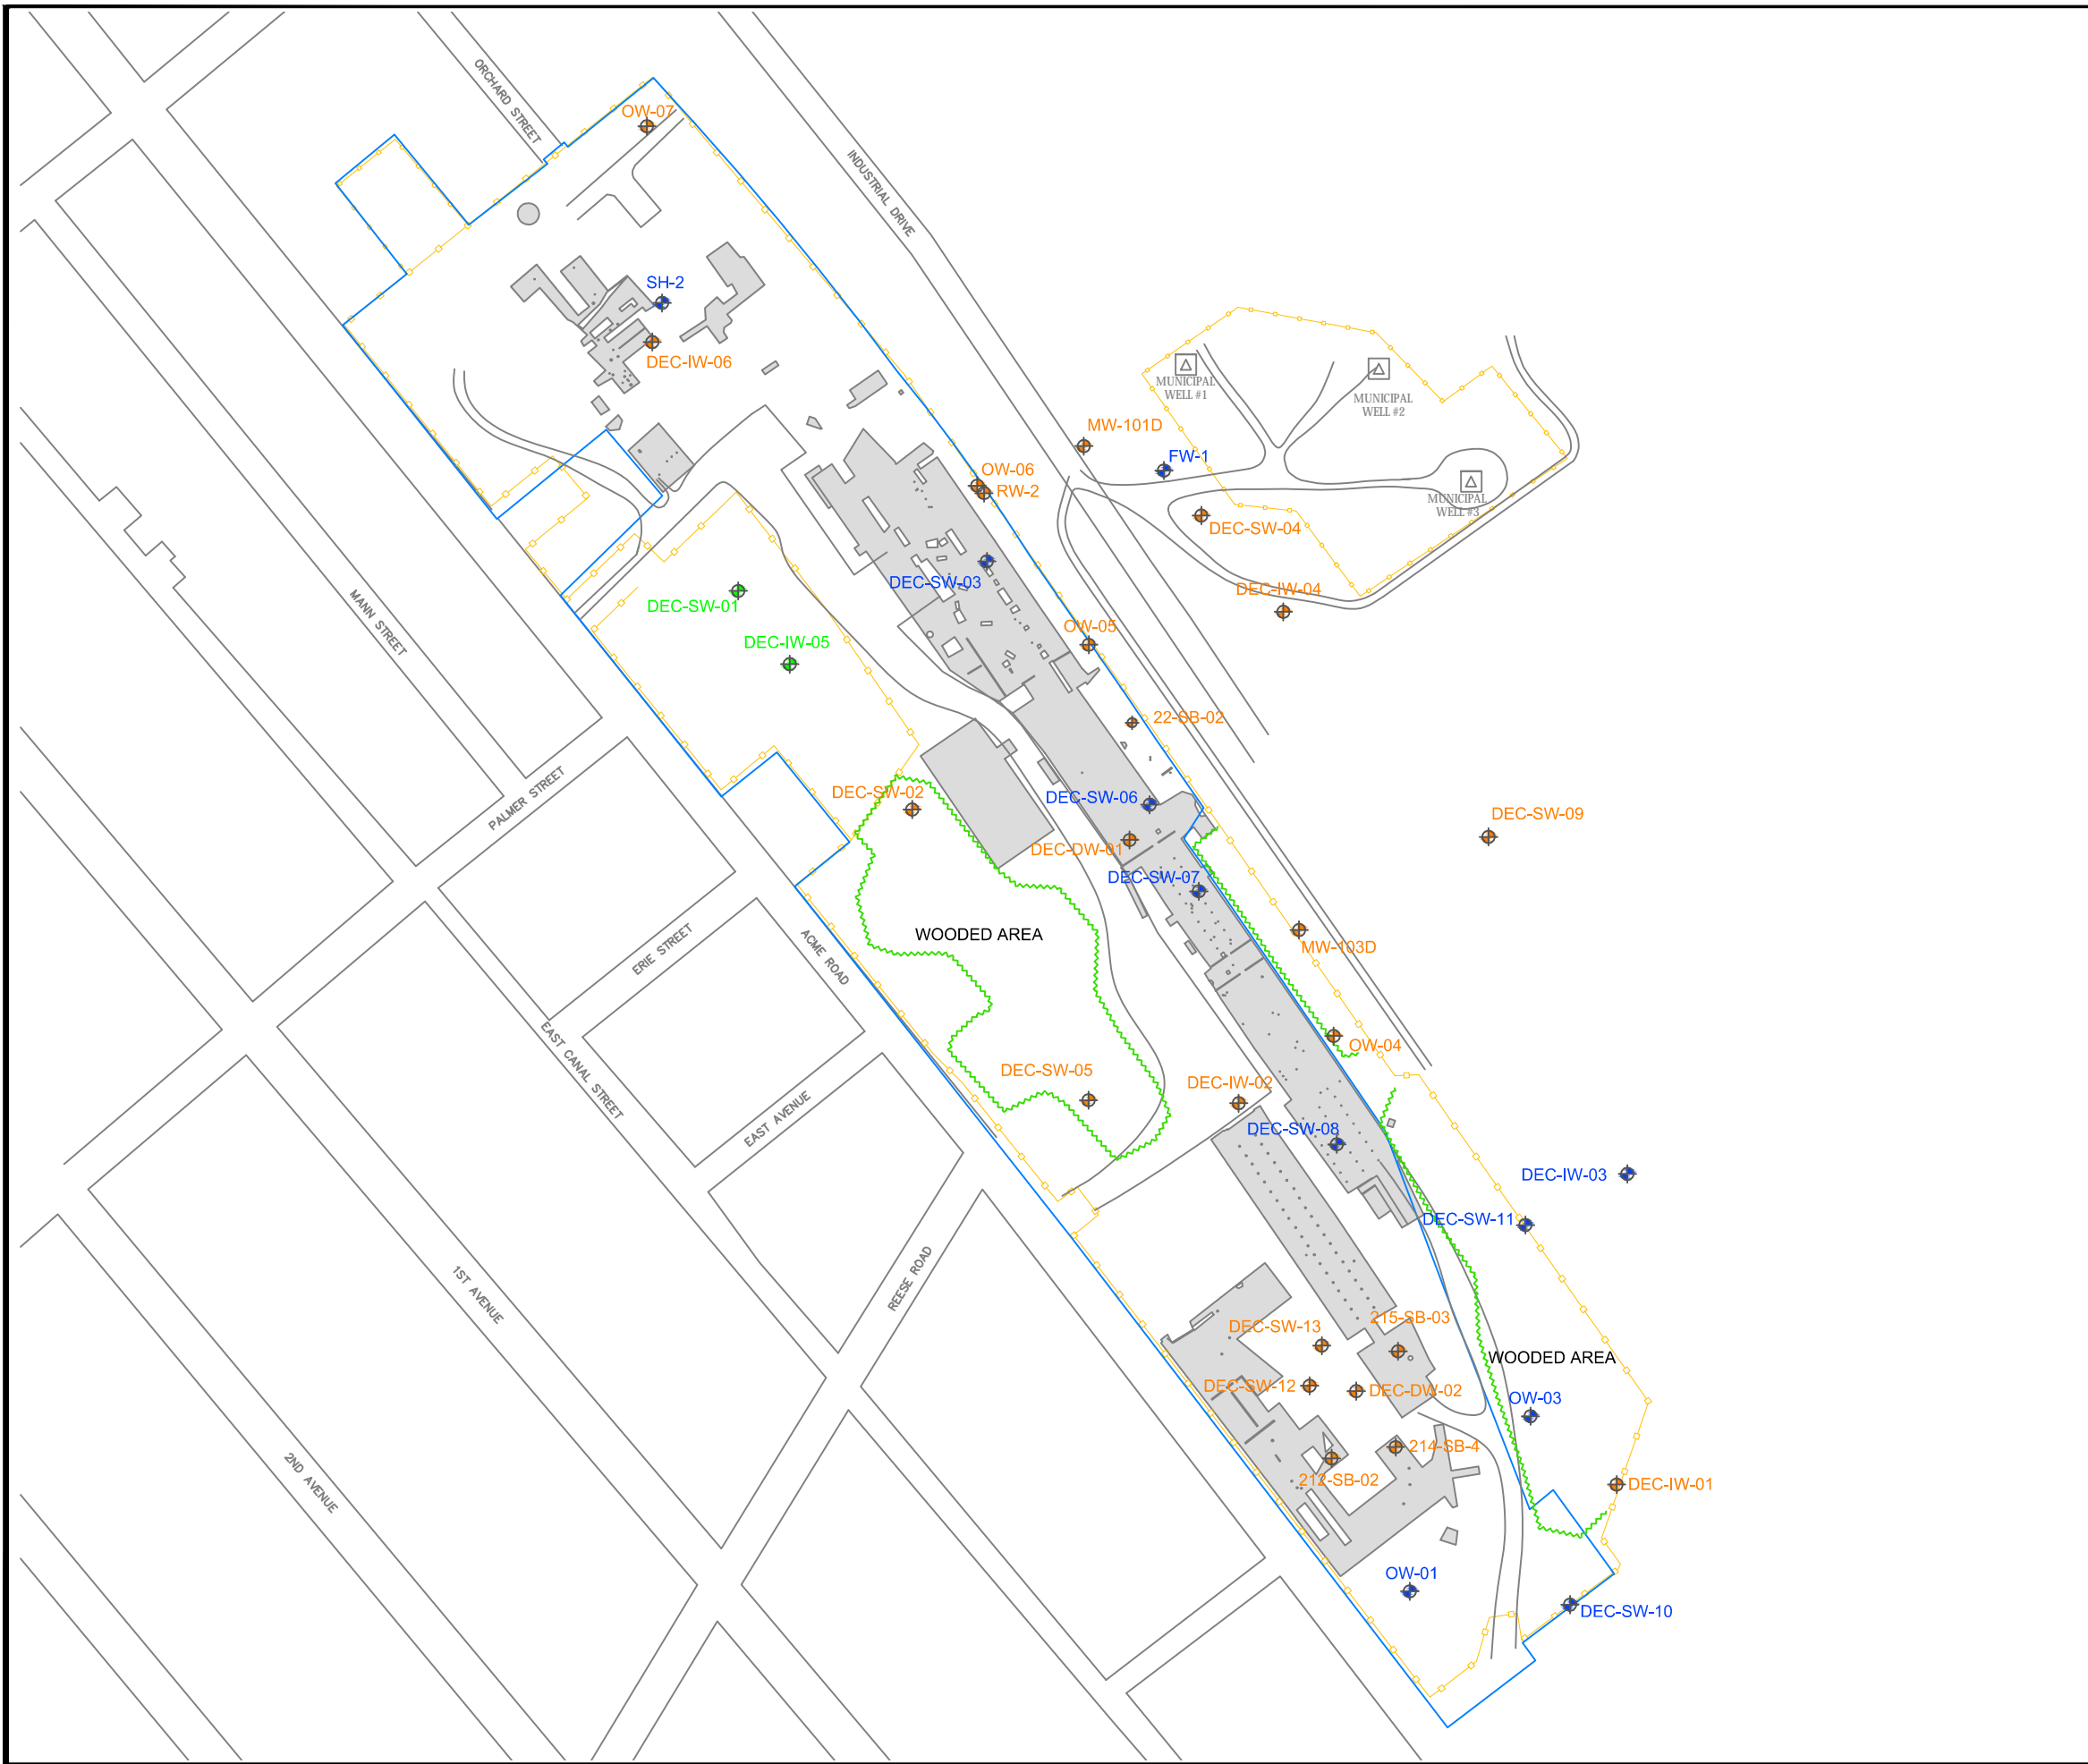 ORCHARD STREET
OW-07
INDUSTRIAL DRIVE
SH-2
DEC-IW-06
MUNICIPAL
WELL #1
MUNICIPAL
WELL #2
MW-101D
FW-1
OW-06
RW-2
MUNICIPAL
WELL #3
DEC-SW-04
DEC-SW-03
DEC-IW-04
DEC-SW-01
MANN STREET
OW-05
DEC-IW-05
22-SB-02
PALMER STREET
DEC-SW-02
DEC-SW-06
DEC-SW-09
DEC-DW-01
DEC-SW-07
WOODED AREA
ERIE STREET
ACME ROAD
MW-103D
OW-04
EAST CANAL STREET
DEC-SW-05
DEC-IW-02
EAST AVENUE
DEC-SW-08
DEC-IW-03
DEC-SW-11
1ST AVENUE
REESE ROAD
215-SB-03
DEC-SW-13
WOODED AREA
DEC-SW-12
DEC-DW-02
OW-03
214-SB-4
212-SB-02
2ND AVENUE
DEC-IW-01
OW-01
DEC-SW-10